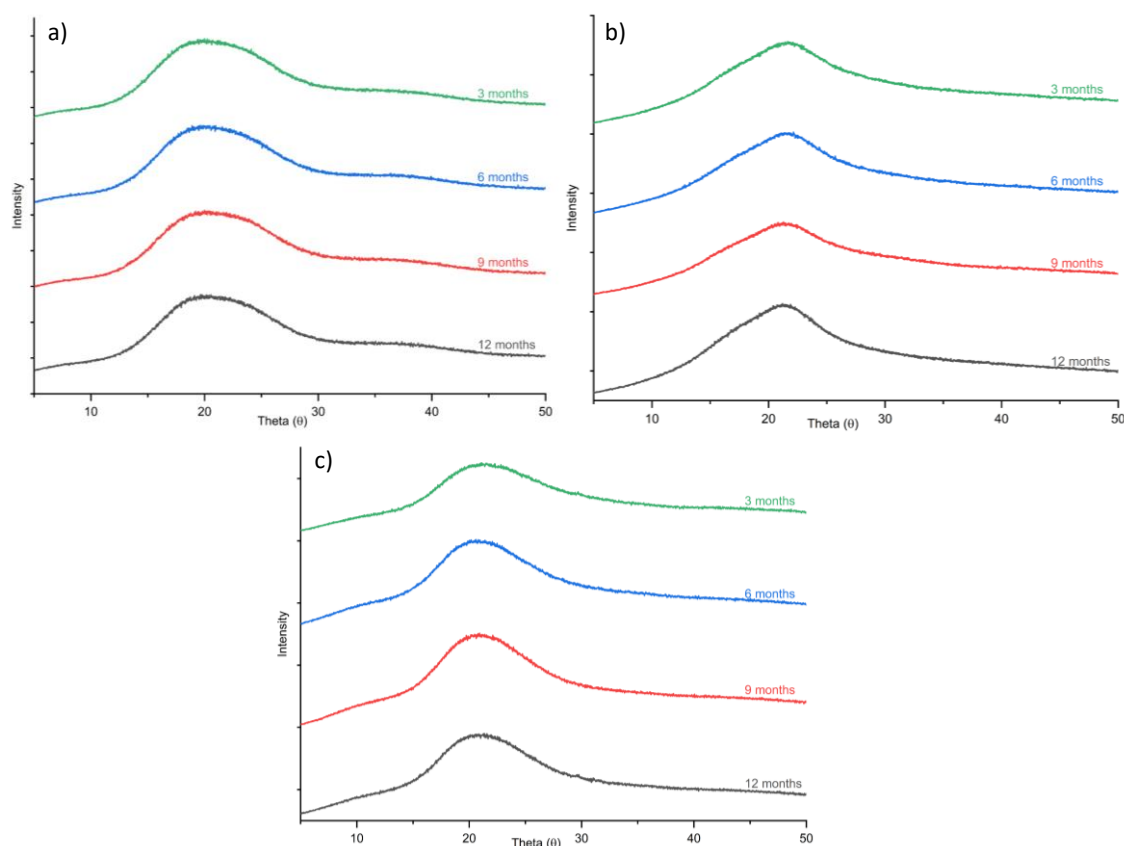 a)
3 months
6 months
9 months
12 months
Intensity
10 20 30 40 50
Theta (θ)
b)
3 months
6 months
9 months
12 months
Intensity
10 20 30 40 50
Theta (θ)
c)
3 months
6 months
9 months
12 months
Intensity
10 20 30 40 50
Theta (θ)